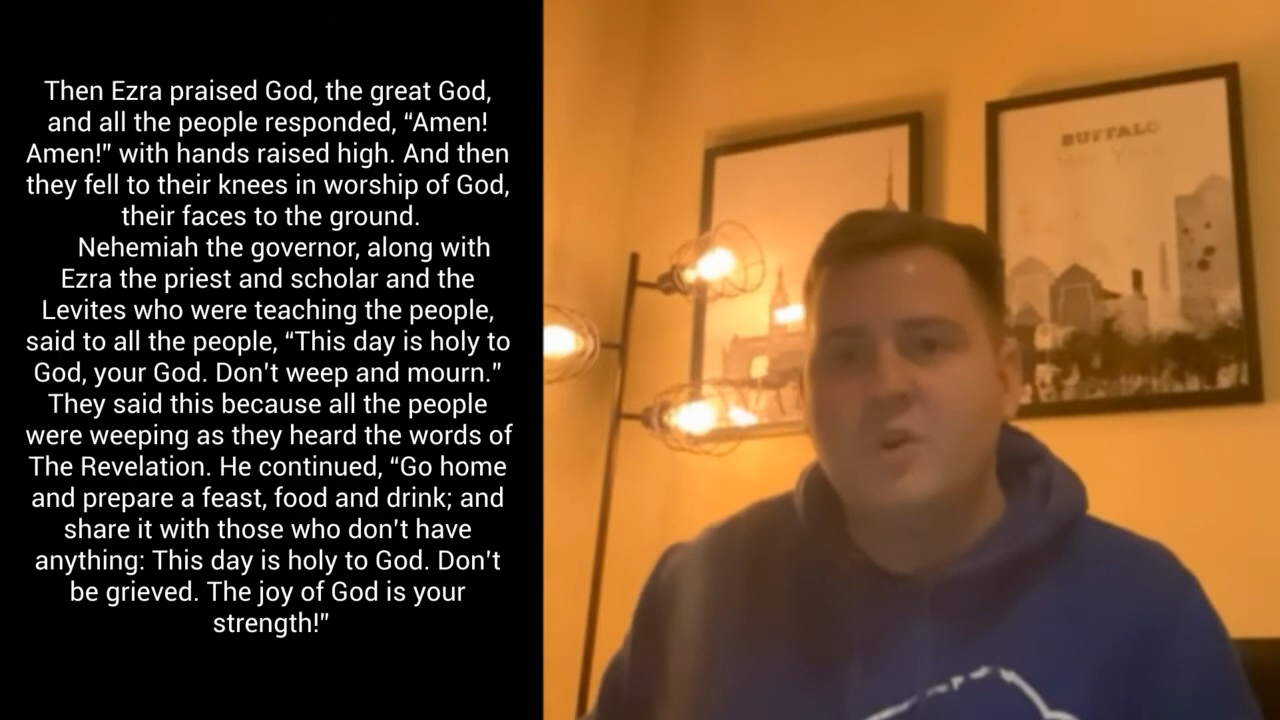 Then Ezra praised God, the great God,
and all the people responded, “Amen!
Amen!” with hands raised high. And then
they fell to their knees in worship of God,
their faces to the ground.
Nehemiah the governor, along with
Ezra the priest and scholar and the
Levites who were teaching the people,
said to all the people, “This day is holy to
God, your God. Don't weep and mourn.”
They said this because all the people
were weeping as they heard the words of
The Revelation. He continued, “Go home
and prepare a feast, food and drink; and
share it with those who don't have
anything: This day is holy to God. Don't
be grieved. The joy of God is your
strength!”
BUFFALO